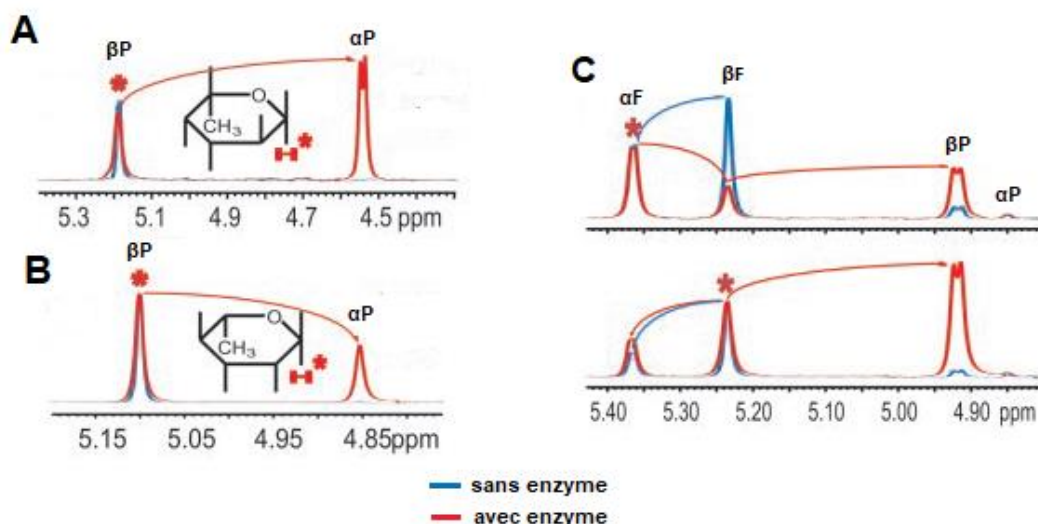 A
βP
αP
O
CH3
*
5.3 5.1 4.9 4.7 4.5 ppm
B
βP
αP
O
CH3
*
5.15 5.05 4.95 4.85ppm
C
αF
βF
βP
αP
*
*
5.40 5.30 5.20 5.10 5.00 4.90 ppm
sans enzyme
avec enzyme